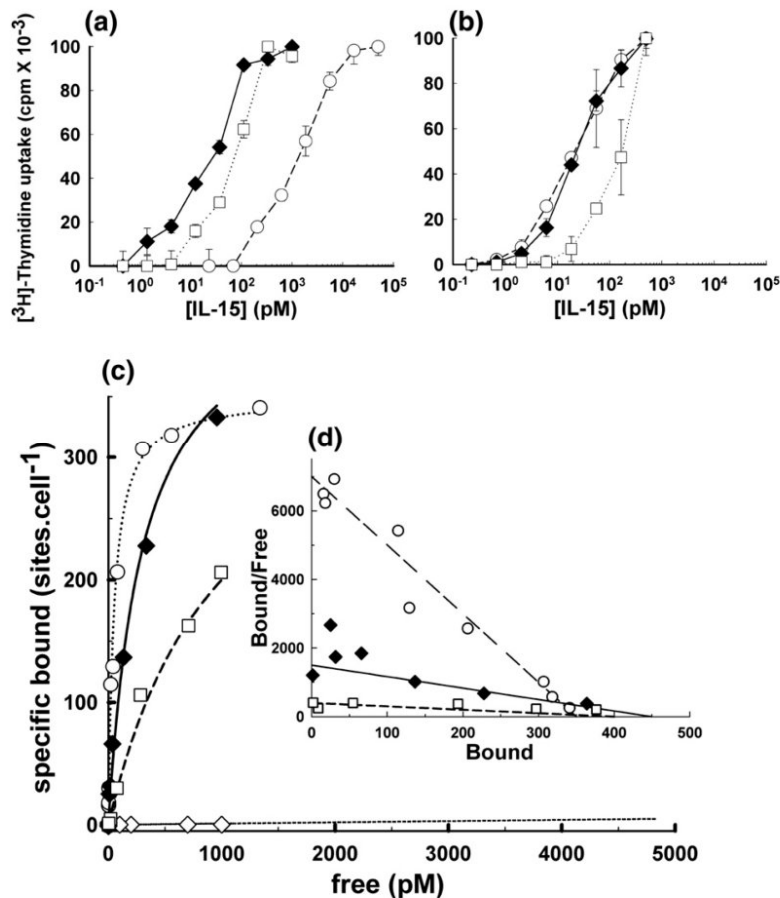 (a)
(b)
[³H]-Thymidine uptake (cpm X 10⁻³)
100
80
60
40
20
0
10⁻¹ 10⁰ 10¹ 10² 10³ 10⁴ 10⁵
[IL-15] (pM)
100
80
60
40
20
0
10⁻¹ 10⁰ 10¹ 10² 10³ 10⁴ 10⁵
[IL-15] (pM)
(c)
specific bound (sites.cell⁻¹)
300
200
100
0
0 1000 2000 3000 4000 5000
free (pM)
(d)
Bound/Free
6000
4000
2000
0
0 100 200 300 400 500
Bound